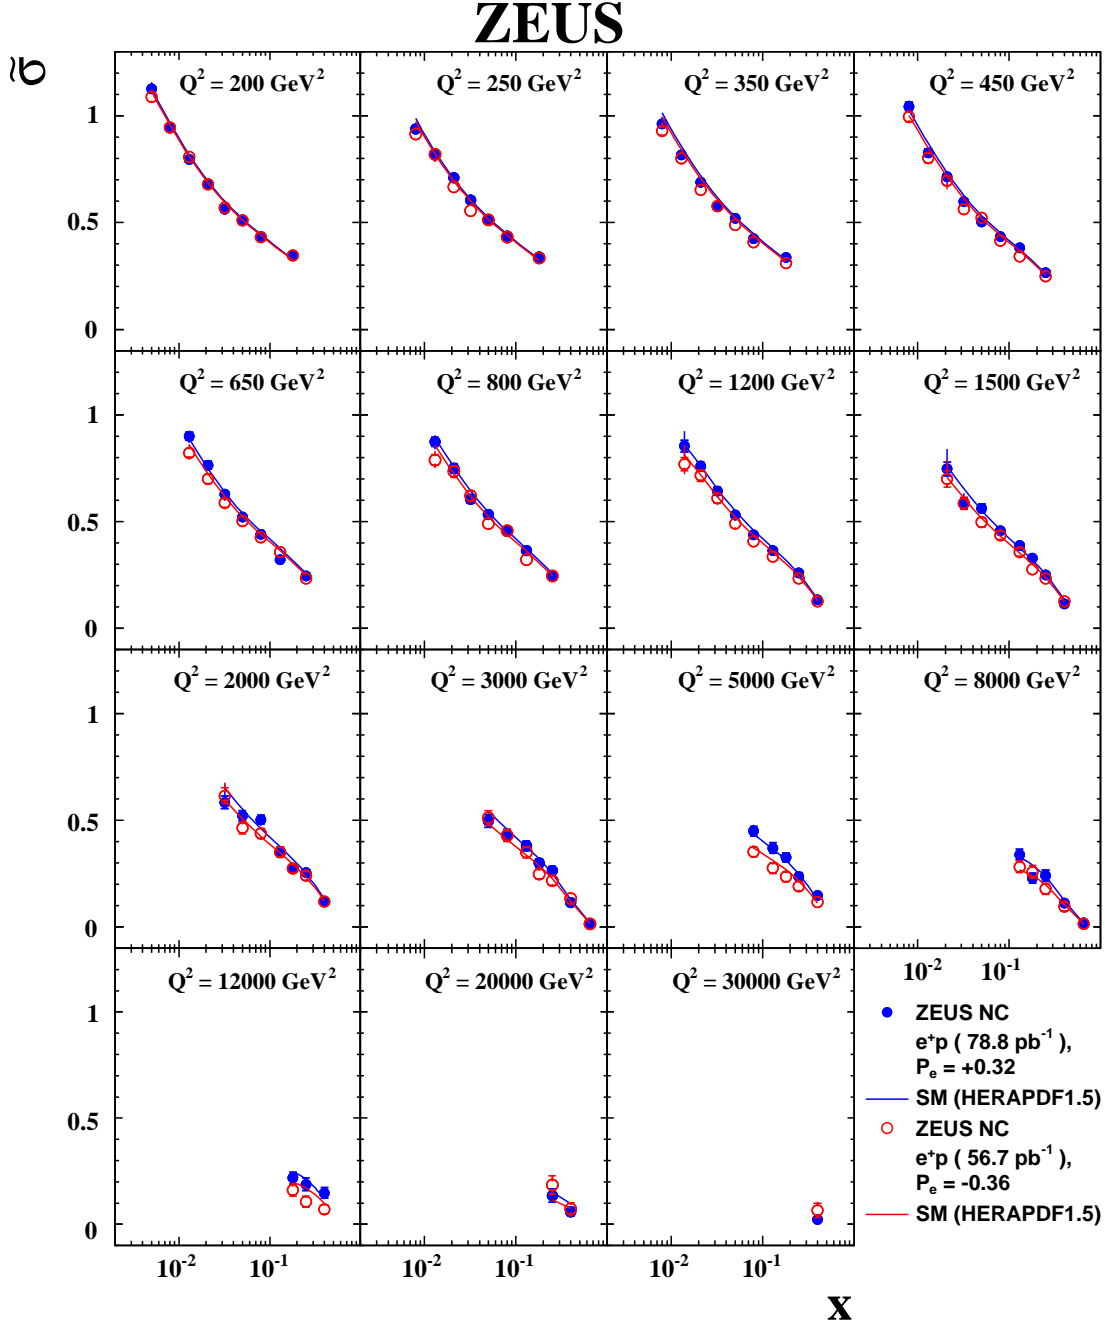 ZEUS
σ̃
Q² = 200 GeV² Q² = 250 GeV² Q² = 350 GeV² Q² = 450 GeV²
1
0.5
0
Q² = 650 GeV² Q² = 800 GeV² Q² = 1200 GeV² Q² = 1500 GeV²
1
0.5
0
Q² = 2000 GeV² Q² = 3000 GeV² Q² = 5000 GeV² Q² = 8000 GeV²
1
0.5
0
10⁻² 10⁻¹
Q² = 12000 GeV² Q² = 20000 GeV² Q² = 30000 GeV²
1
0.5
0
10⁻² 10⁻¹ 10⁻² 10⁻¹ 10⁻² 10⁻¹
ZEUS NC
e⁺p ( 78.8 pb⁻¹ ),
Pₑ = +0.32
SM (HERAPDF1.5)
ZEUS NC
e⁺p ( 56.7 pb⁻¹ ),
Pₑ = -0.36
SM (HERAPDF1.5)
x